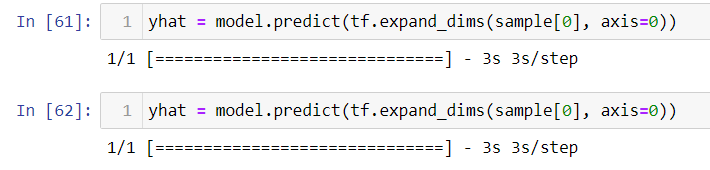 In [61]: 1 yhat = model.predict(tf.expand_dims(sample[0], axis=0))
1/1 [==============================] - 3s 3s/step
In [62]: 1 yhat = model.predict(tf.expand_dims(sample[0], axis=0))
1/1 [==============================] - 3s 3s/step